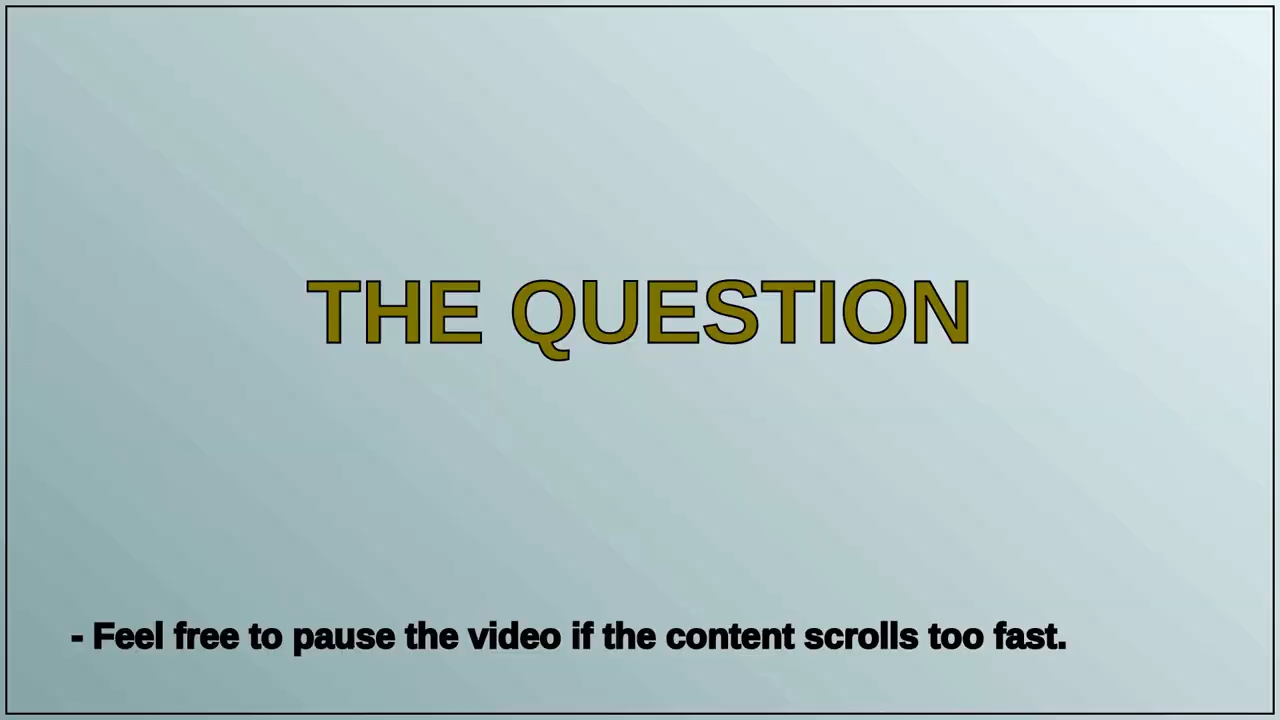 THE QUESTION
- Feel free to pause the video if the content scrolls too fast.